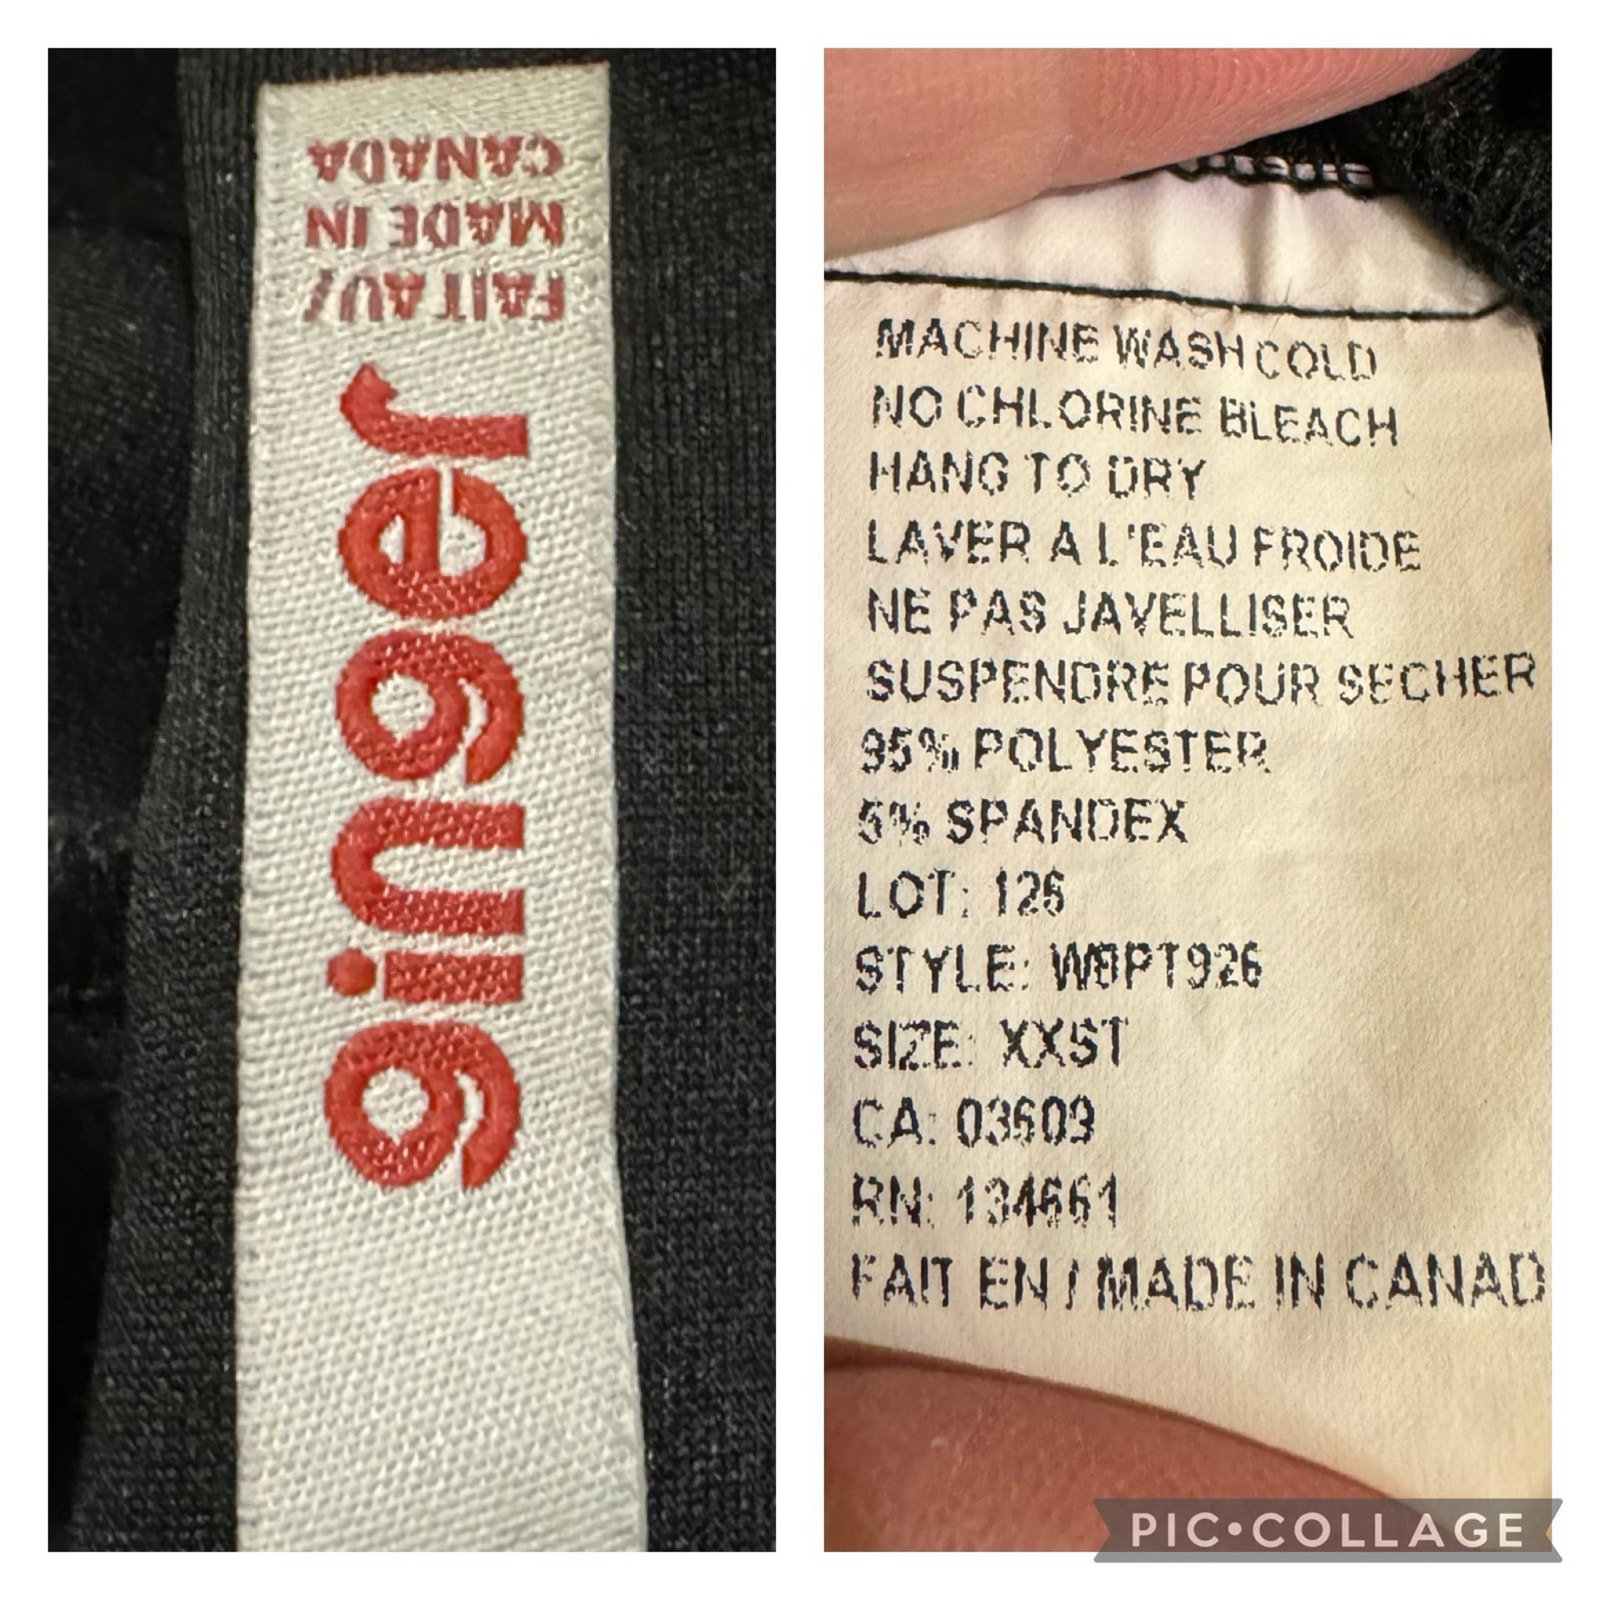 ginger
FAIT AU/
MADE IN
CANADA
MACHINE WASH COLD
NO CHLORINE BLEACH
HANG TO DRY
LAVER A L'EAU FROIDE
NE PAS JAVELLISER
SUSPENDRE POUR SECHER
95% POLYESTER
5% SPANDEX
LOT: 126
STYLE:
SIZE: XXST
CA: 03609
RN: 134661
FAIT EN / MADE IN CANAD
PIC•COLLAGE